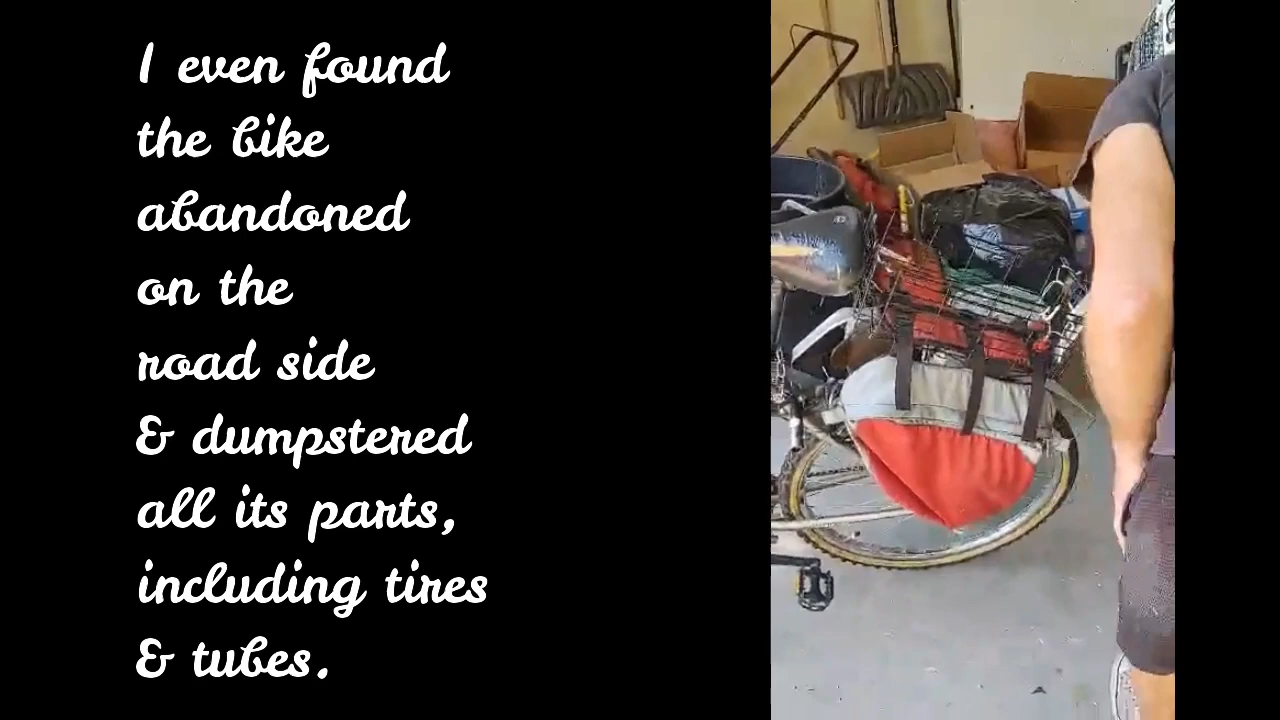 I even found
the bike
abandoned
on the
road side
& dumpstered
all its parts,
including tires
& tubes.